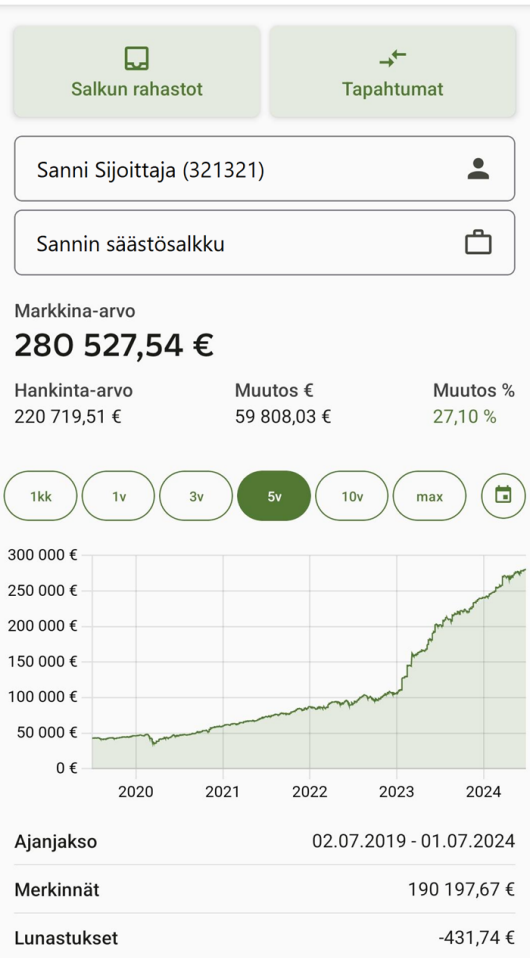 Salkun rahastot
Tapahtumat
Sanni Sijoittaja (321321)
Sannin säästösalkku
Markkina-arvo
280 527,54 €
Hankinta-arvo Muutos € Muutos %
220 719,51 € 59 808,03 € 27,10 %
1kk 1v 3v 5v 10v max
300 000 €
250 000 €
200 000 €
150 000 €
100 000 €
50 000 €
0 €
2020 2021 2022 2023 2024
Ajanjakso 02.07.2019 - 01.07.2024
Merkinnät 190 197,67 €
Lunastukset -431,74 €